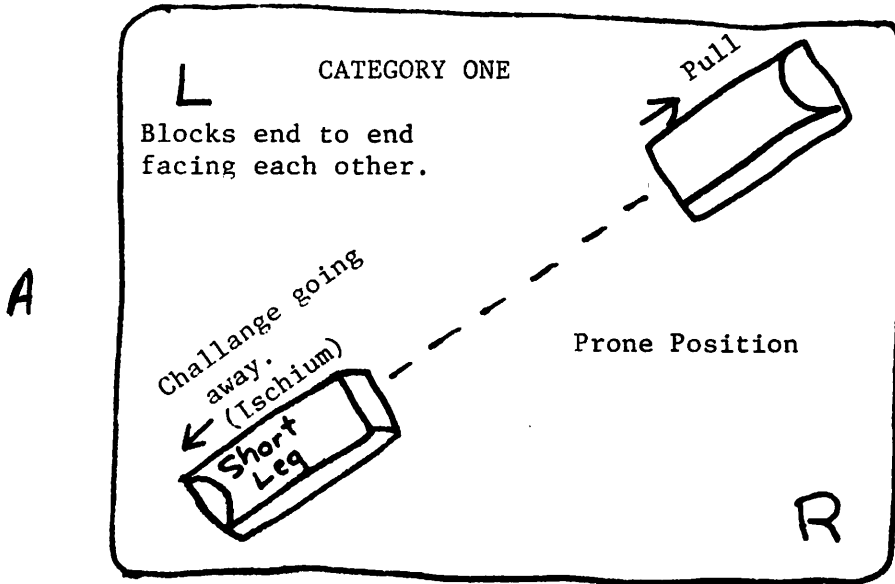 L
CATEGORY ONE
Pull
Blocks end to end
facing each other.
A
Challange going
away.
(Ischium)
Prone Position
Short
Leg
R